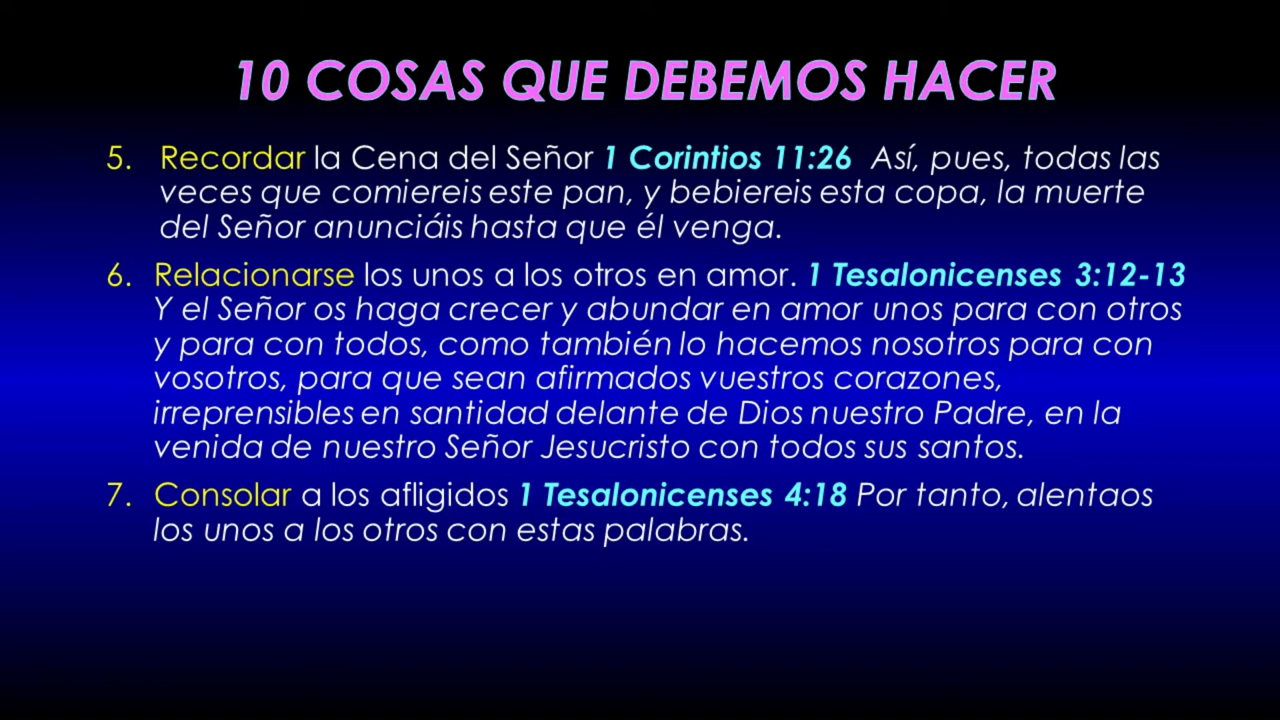 10 COSAS QUE DEBEMOS HACER
5. Recordar la Cena del Señor 1 Corintios 11:26 Así, pues, todas las
veces que comiereis este pan, y bebiereis esta copa, la muerte
del Señor anunciáis hasta que él venga.
6. Relacionarse los unos a los otros en amor. 1 Tesalonicenses 3:12-13
Y el Señor os haga crecer y abundar en amor unos para con otros
y para con todos, como también lo hacemos nosotros para con
vosotros, para que sean afirmados vuestros corazones,
irreprensibles en santidad delante de Dios nuestro Padre, en la
venida de nuestro Señor Jesucristo con todos sus santos.
7. Consolar a los afligidos 1 Tesalonicenses 4:18 Por tanto, alentaos
los unos a los otros con estas palabras.